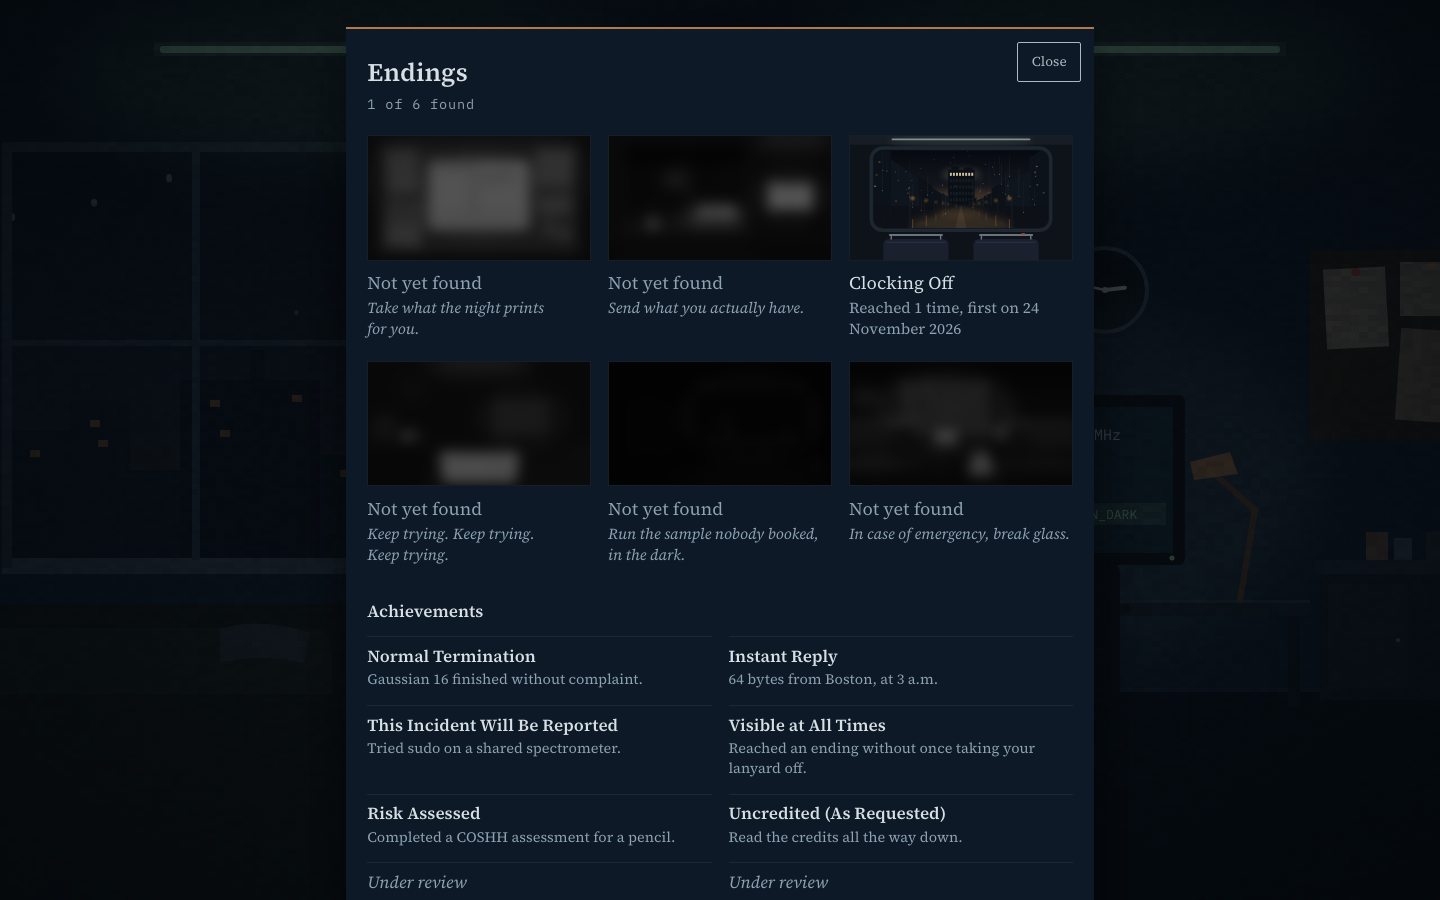 Endings
Close
1 of 6 found
Not yet found
Take what the night prints
for you.
Not yet found
Send what you actually have.
Clocking Off
Reached 1 time, first on 24
November 2026
Not yet found
Keep trying. Keep trying.
Keep trying.
Not yet found
Run the sample nobody booked,
in the dark.
Not yet found
In case of emergency, break glass.
MHz
N_DARK
Achievements
Normal Termination
Gaussian 16 finished without complaint.
Instant Reply
64 bytes from Boston, at 3 a.m.
This Incident Will Be Reported
Tried sudo on a shared spectrometer.
Visible at All Times
Reached an ending without once taking your
lanyard off.
Risk Assessed
Completed a COSHH assessment for a pencil.
Uncredited (As Requested)
Read the credits all the way down.
Under review
Under review